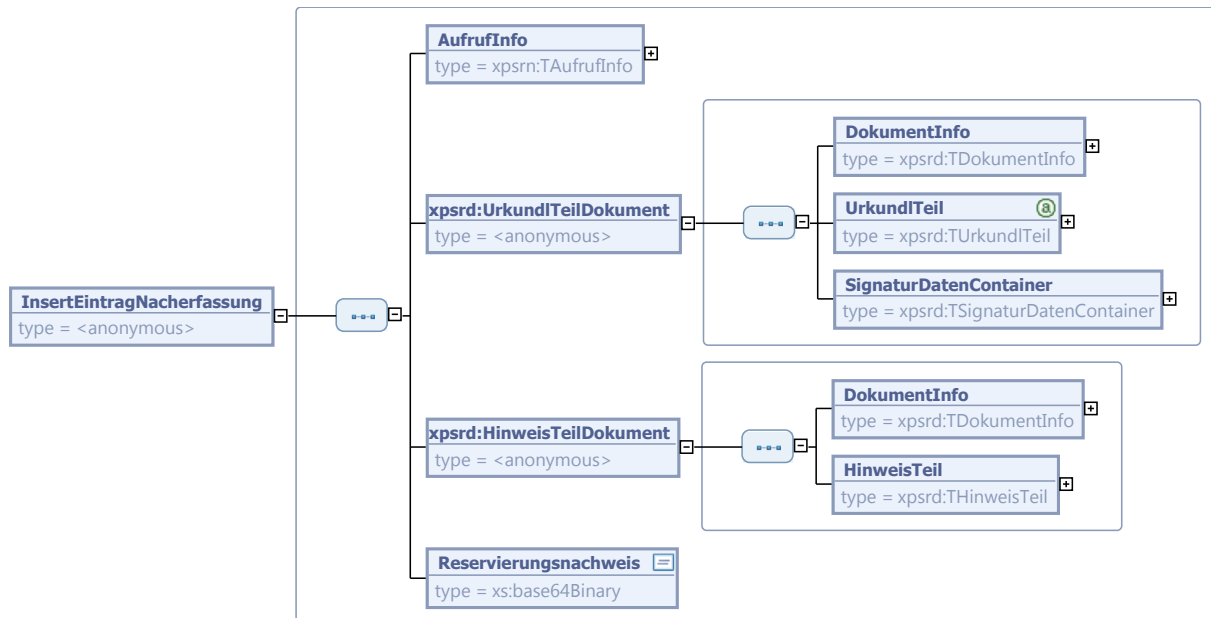 AufrufInfo
type = xpsrn:TAufrufInfo
DokumentInfo
type = xpsrd:TDokumentInfo
xpsrd:UrkundlTeilDokument
type = <anonymous>
UrkundlTeil
type = xpsrd:TUrkundlTeil
SignaturDatenContainer
type = xpsrd:TSignaturDatenContainer
InsertEintragNacherfassung
type = <anonymous>
DokumentInfo
type = xpsrd:TDokumentInfo
xpsrd:HinweisTeilDokument
type = <anonymous>
HinweisTeil
type = xpsrd:THinweisTeil
Reservierungsnachweis
type = xs:base64Binary